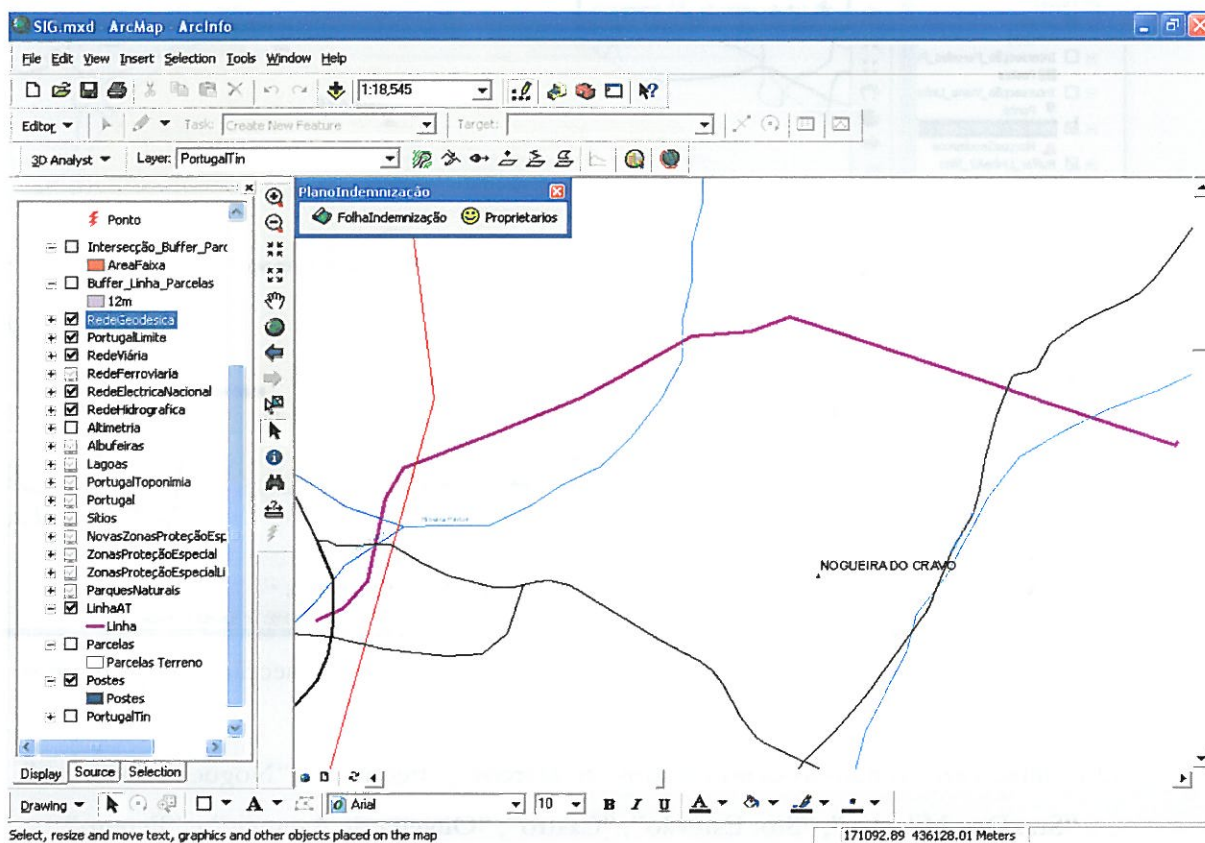 SIG.mxd - ArcMap - ArcInfo
File Edit View Insert Selection Tools Window Help
1:18,545
Editor Task: Create New Feature Target:
3D Analyst Layer: PortugalTin
PlanoIndemnização
FolhaIndemnização Proprietarios
Ponto
Intersecção_Buffer_Parc
AreaFaixa
Buffer_Linha_Parcelas
12m
RedeGeodesica
PortugalLimite
RedeViária
RedeFerroviaria
RedeElectricaNacional
RedeHidrografica
Altimetria
Albufeiras
Lagoas
PortugalToponimia
Portugal
Sítios
NovasZonasProteçãoEsp
ZonasProteçãoEspecial
ZonasProteçãoEspecialLi
ParquesNaturais
LinhaAT
Linha
Parcelas
Parcelas Terreno
Postes
Postes
PortugalTin
NOGUEIRA DO CRAVO
Display Source Selection
Drawing A Arial 10 B I U A
Select, resize and move text, graphics and other objects placed on the map
171092.89 436128.01 Meters